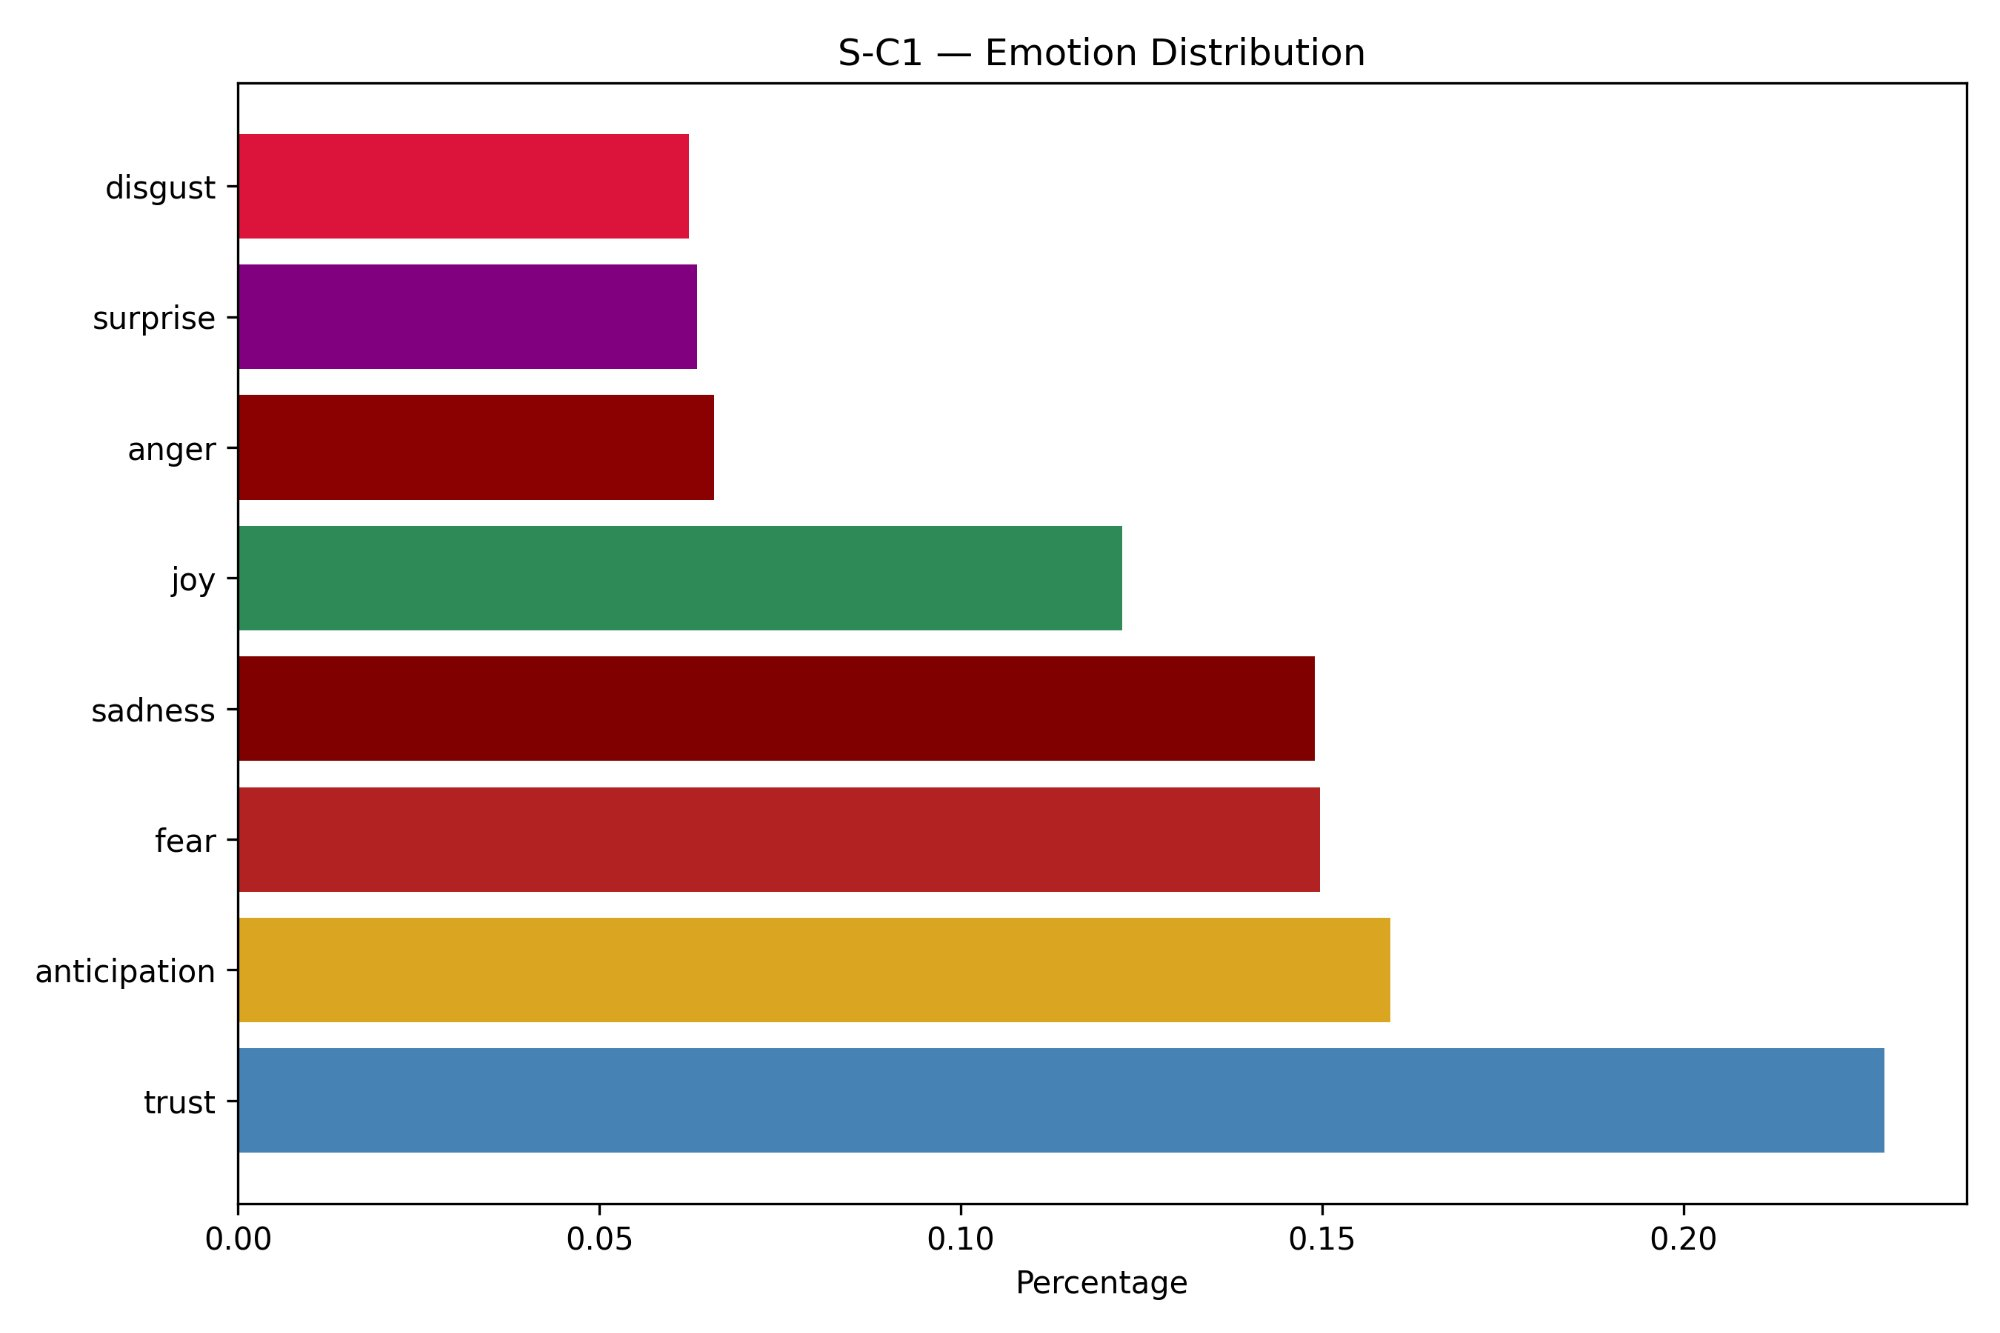 S-C1 — Emotion Distribution
disgust
surprise
anger
joy
sadness
fear
anticipation
trust
0.00 0.05 0.10 0.15 0.20
Percentage